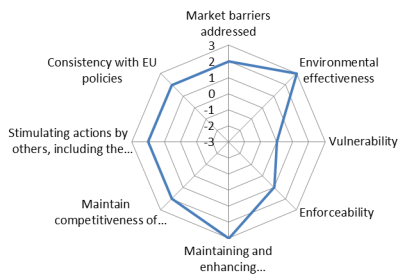 Market barriers
addressed
3
2
1
0
-1
-2
-3
Environmental
effectiveness
Vulnerability
Enforceability
Maintaining and
enhancing...
Maintain
competitiveness of...
Stimulating actions by
others, including the...
Consistency with EU
policies